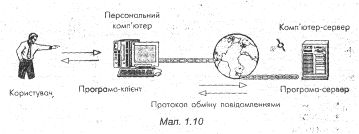 Персональний
комп'ютер
Комп'ютер-сервер
Користувач
Програма-клієнт
Програма-сервер
Протокол обміну повідомленнями
Мал. 1.10